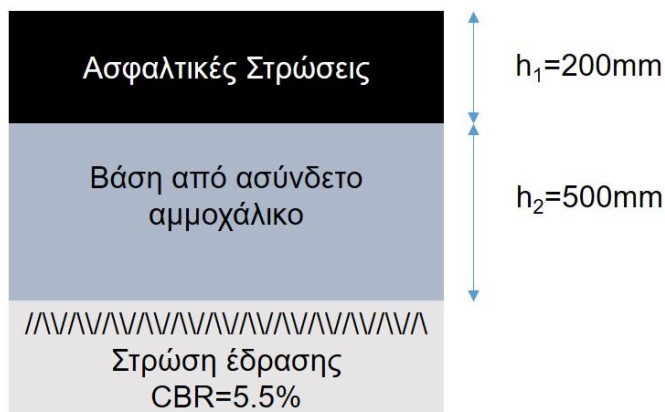 Ασφαλτικές Στρώσεις
h₁=200mm
Βάση από ασύνδετο
αμμοχάλικο
h₂=500mm
Στρώση έδρασης
CBR=5.5%